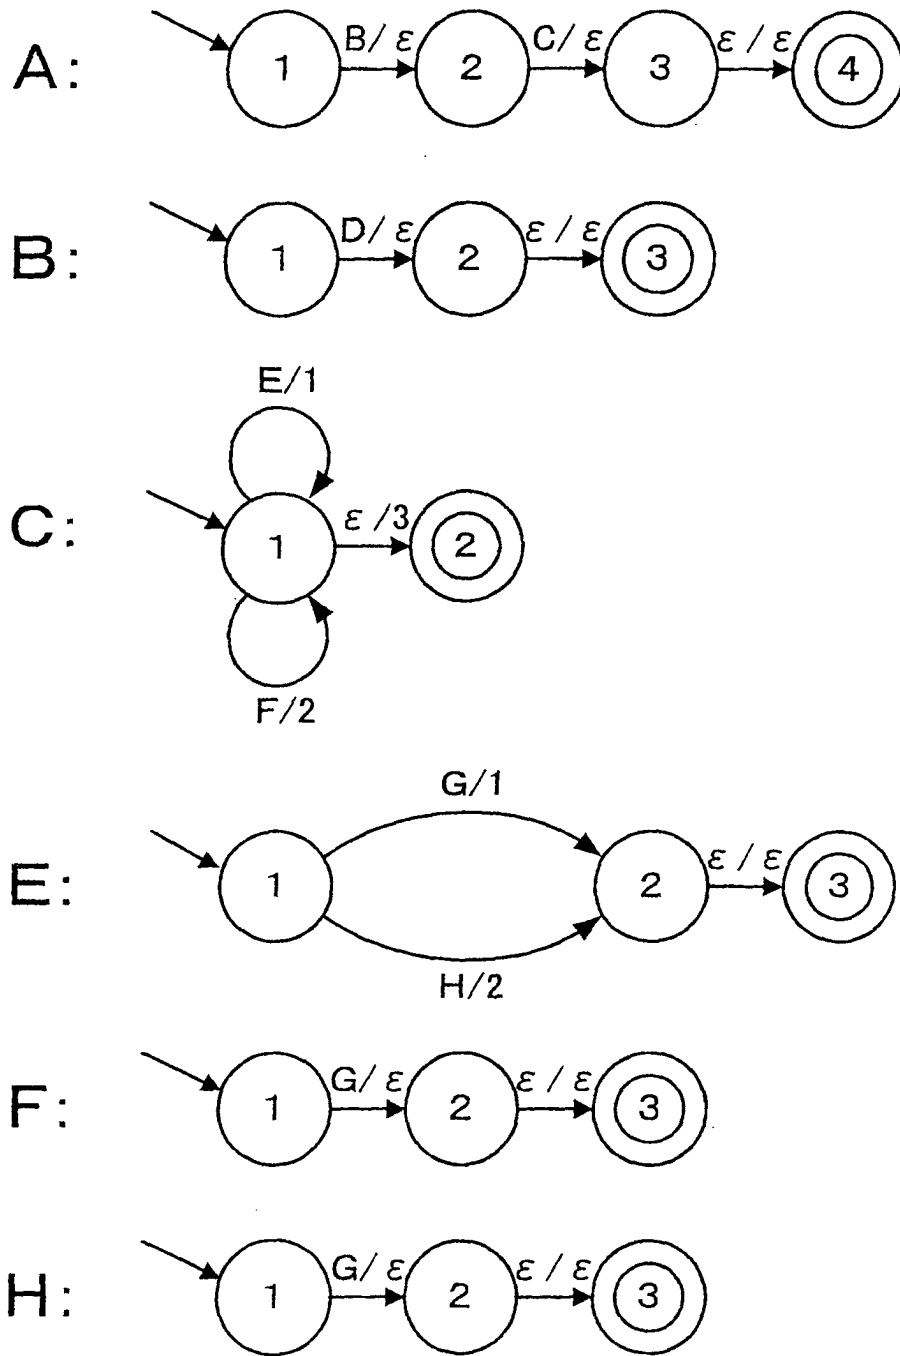 A: 1 B/ε 2 C/ε 3 ε/ε 4
B: 1 D/ε 2 ε/ε 3
E/1
C: 1 ε/3 2
F/2
G/1
E: 1 2 ε/ε 3
H/2
F: 1 G/ε 2 ε/ε 3
H: 1 G/ε 2 ε/ε 3